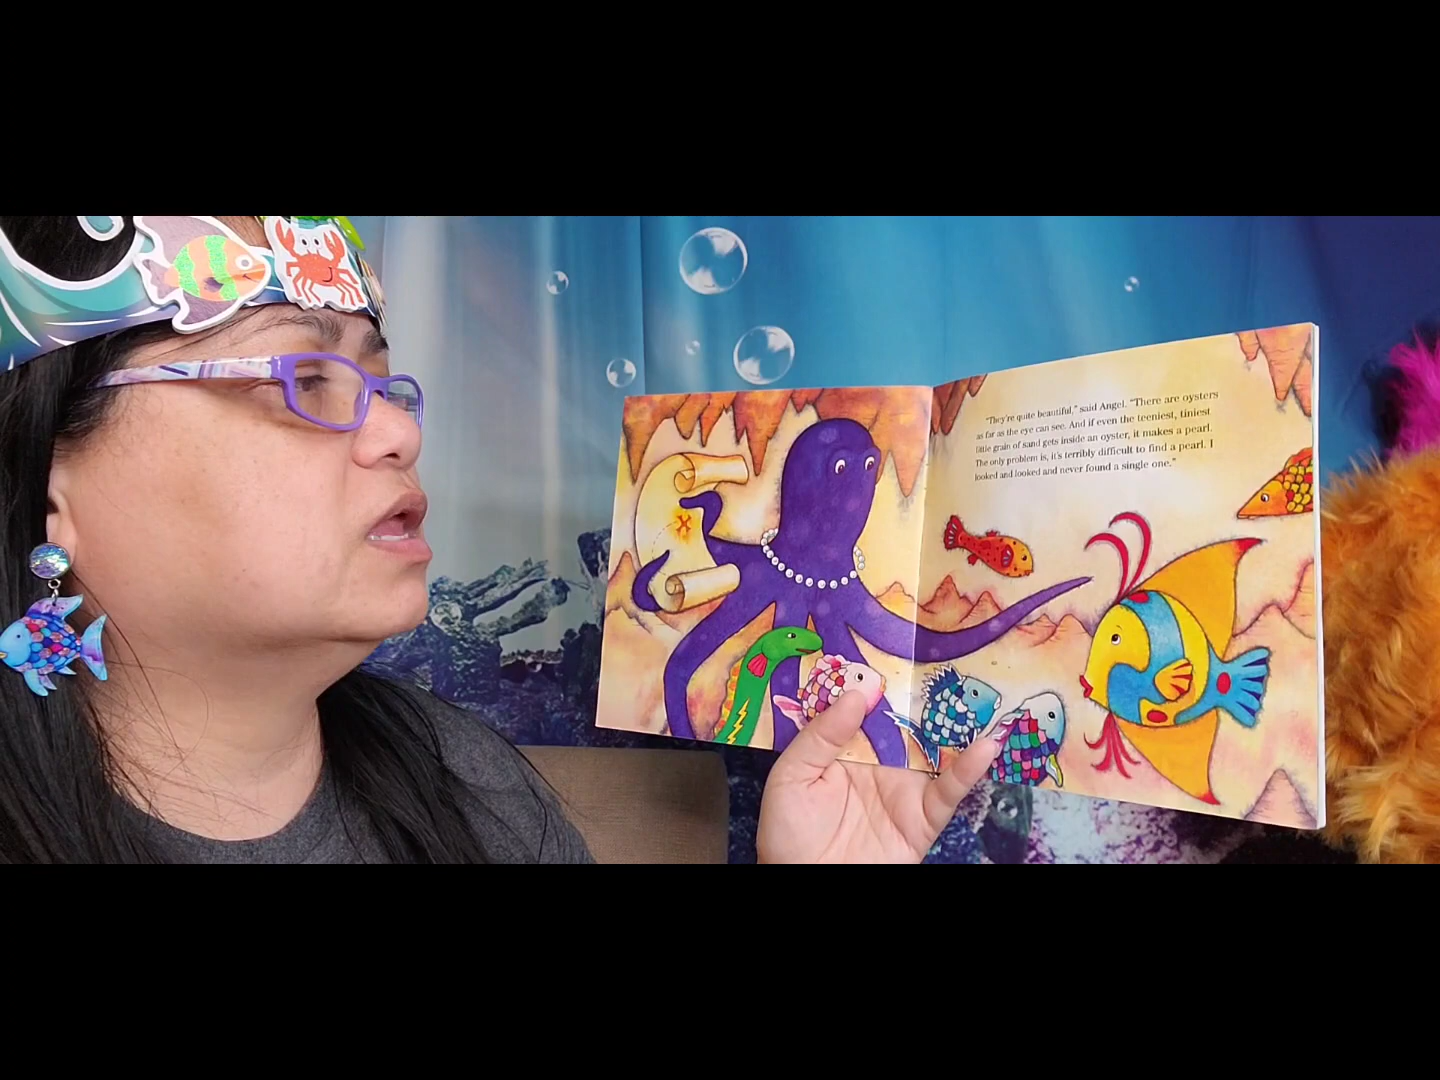 "They're quite beautiful," said Angel. "There are oysters
as far as the eye can see. And if even the teeniest, tiniest
little grain of sand gets inside an oyster, it makes a pearl.
The only problem is, it's terribly difficult to find a pearl. I
looked and looked and never found a single one."